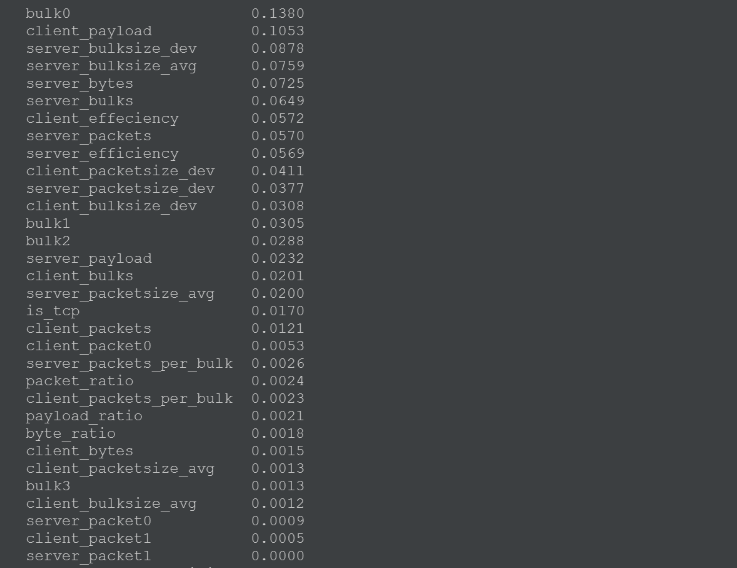 bulk0 0.1380
client_payload 0.1053
server_bulksize_dev 0.0878
server_bulksize_avg 0.0759
server_bytes 0.0725
server_bulks 0.0649
client_effeciency 0.0572
server_packets 0.0570
server_efficiency 0.0569
client_packetsize_dev 0.0411
server_packetsize_dev 0.0377
client_bulksize_dev 0.0308
bulk1 0.0305
bulk2 0.0288
server_payload 0.0232
client_bulks 0.0201
server_packetsize_avg 0.0200
is_tcp 0.0170
client_packets 0.0121
client_packet0 0.0053
server_packets_per_bulk 0.0026
packet_ratio 0.0024
client_packets_per_bulk 0.0023
payload_ratio 0.0021
byte_ratio 0.0018
client_bytes 0.0015
client_packetsize_avg 0.0013
bulk3 0.0013
client_bulksize_avg 0.0012
server_packet0 0.0009
client_packet1 0.0005
server_packet1 0.0000